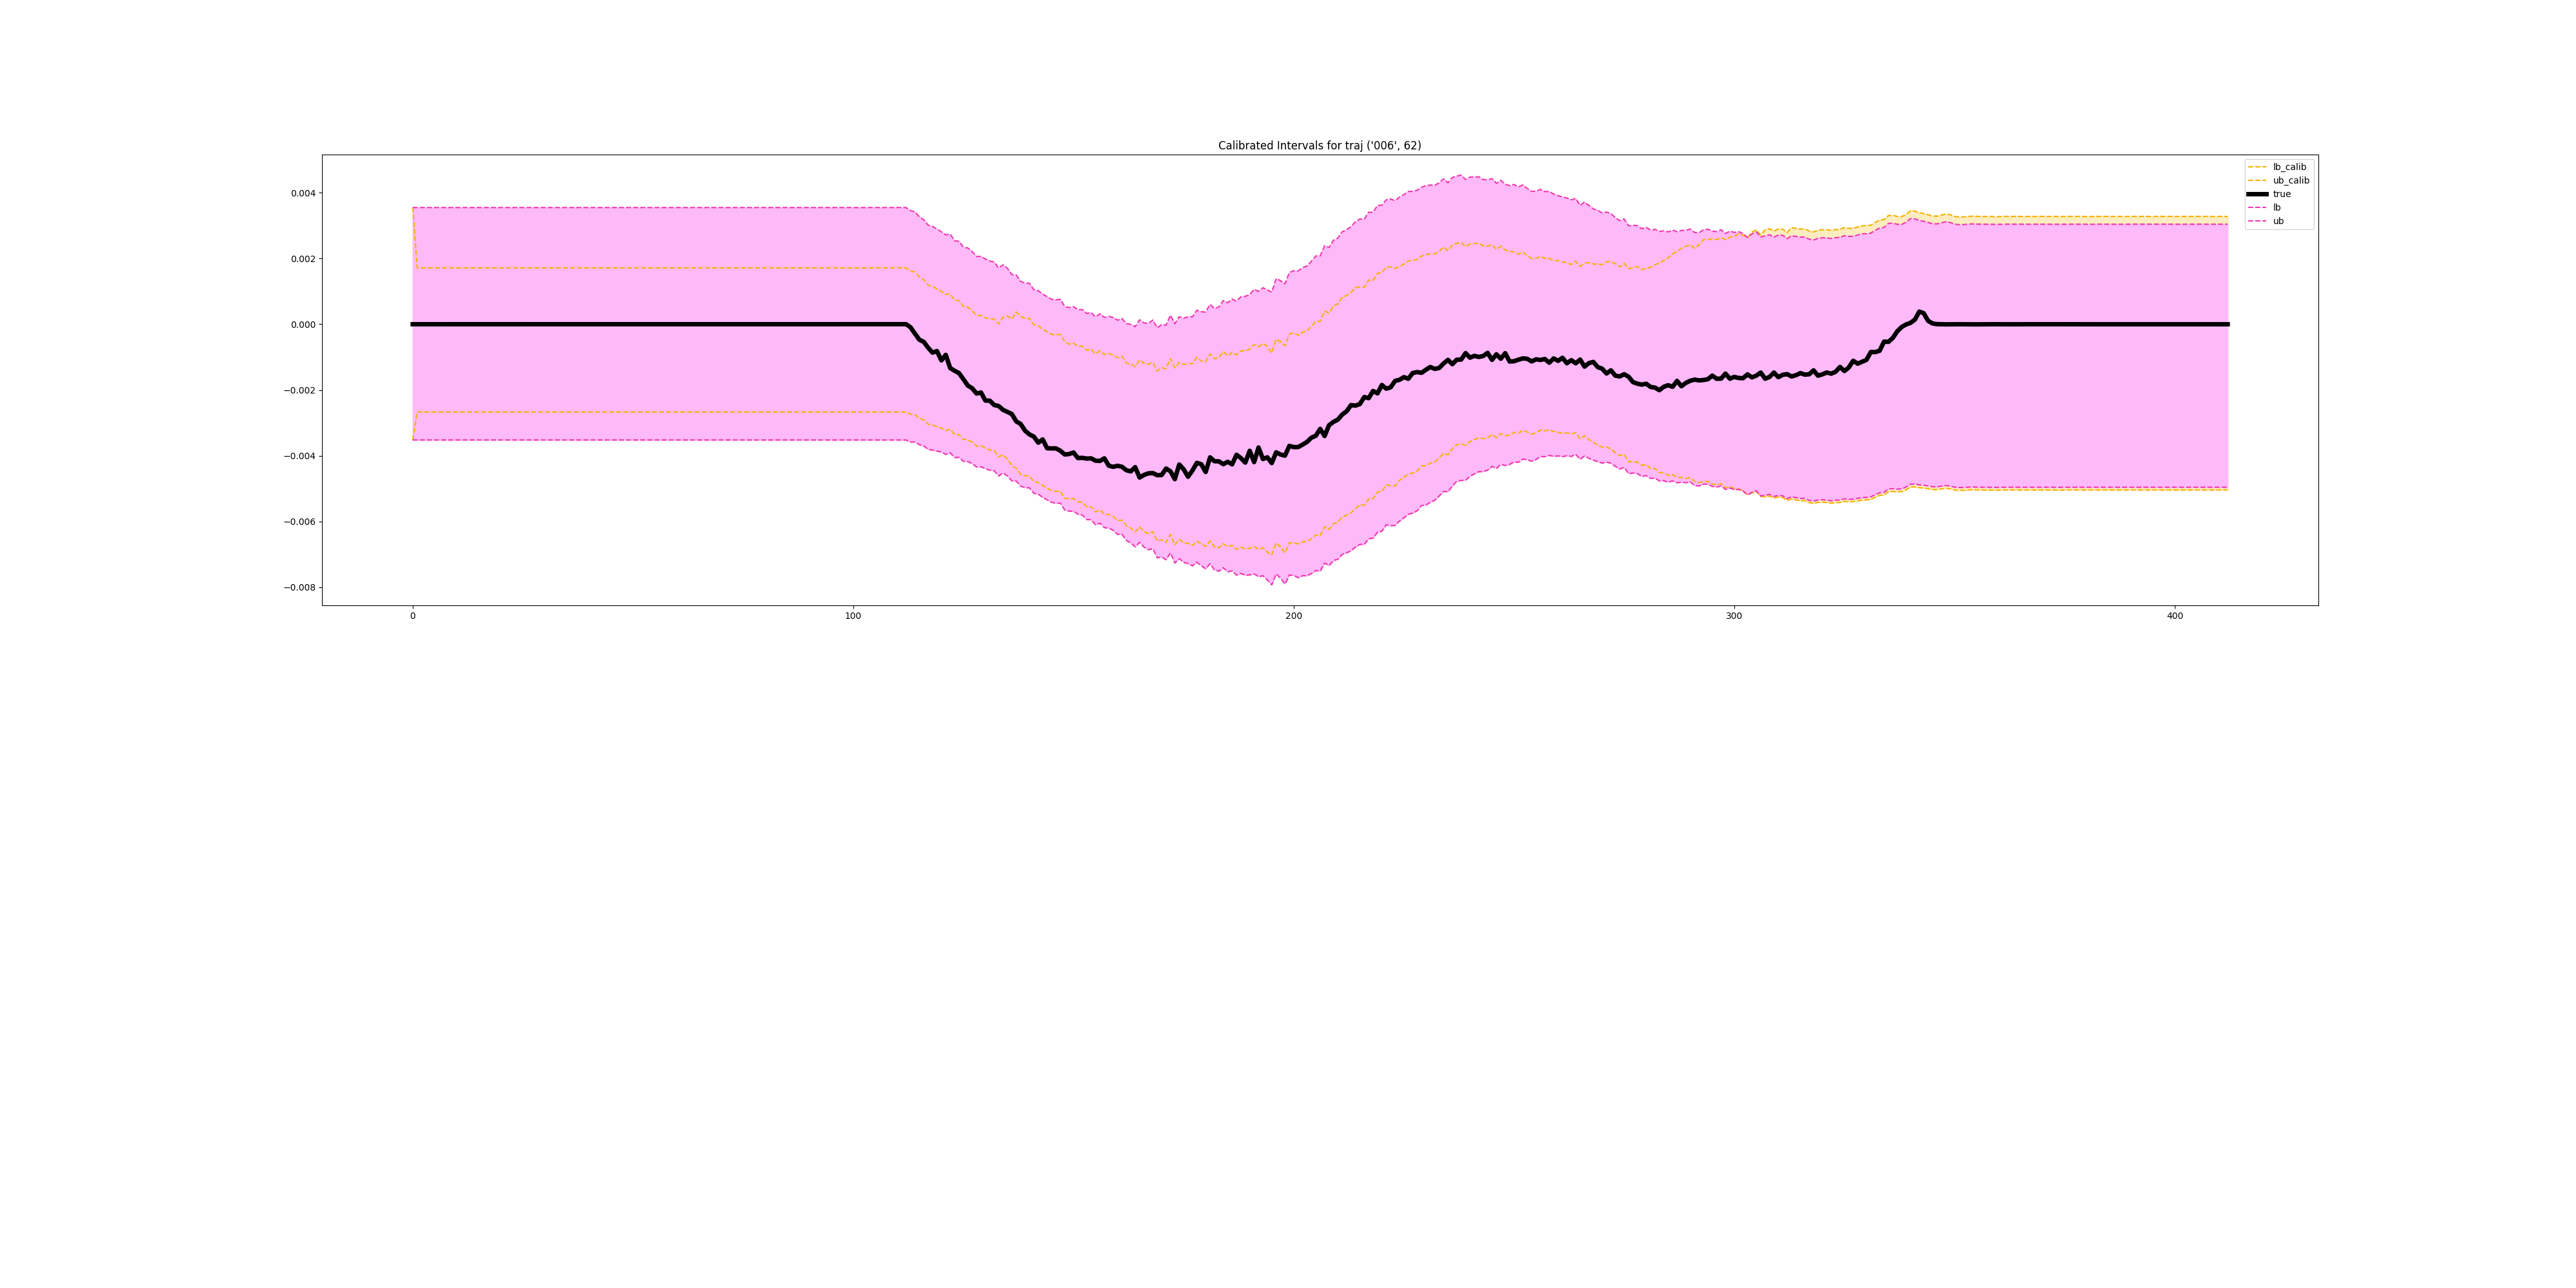 Calibrated Intervals for traj ('006', 62)
lb_calib
ub_calib
true
lb
ub
0.004
0.002
0.000
−0.002
−0.004
−0.006
−0.008
0 100 200 300 400